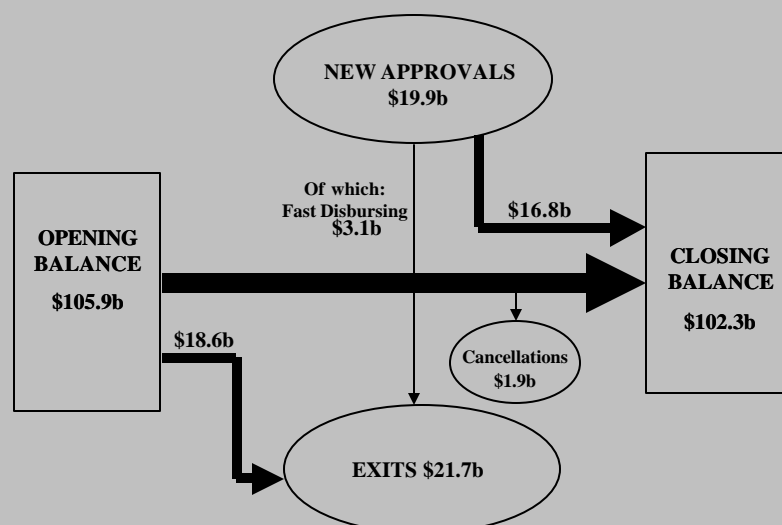 NEW APPROVALS
$19.9b
Of which:
Fast Disbursing
$3.1b
$16.8b
OPENING
BALANCE
$105.9b
CLOSING
BALANCE
$102.3b
$18.6b
Cancellations
$1.9b
EXITS $21.7b